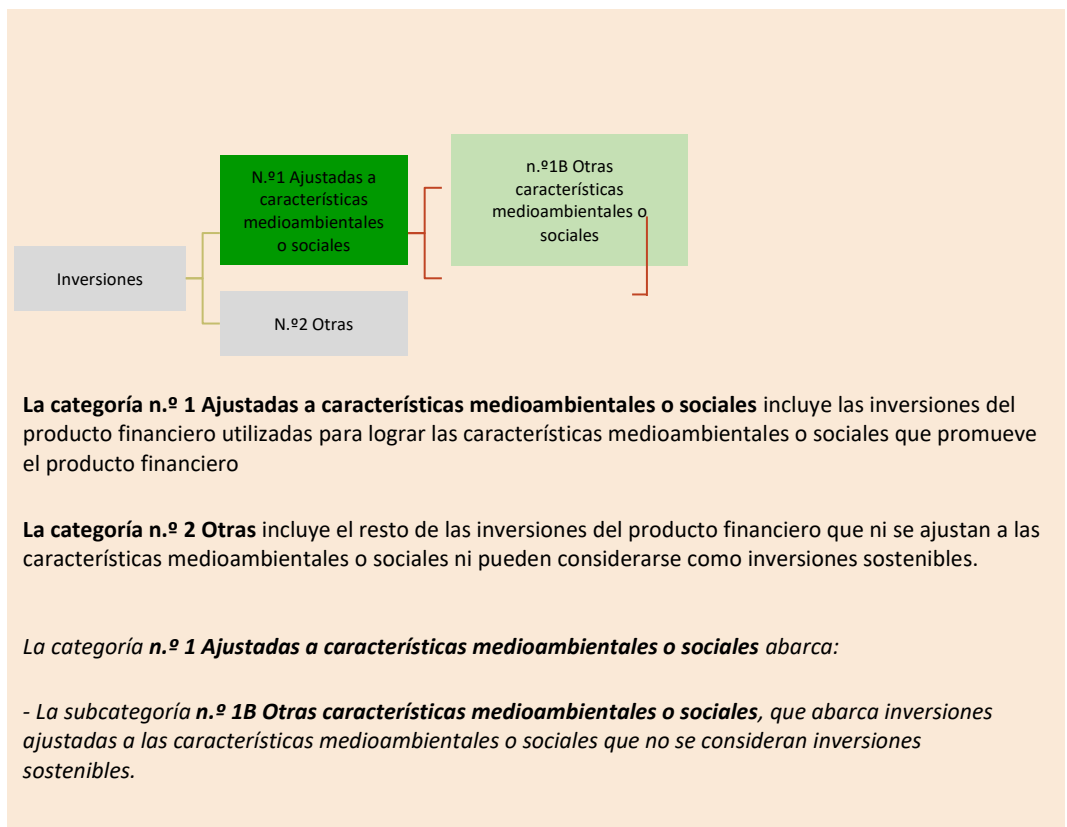 N.º1 Ajustadas a
características
medioambientales
o sociales
n.º1B Otras
características
medioambientales o
sociales
Inversiones
N.º2 Otras
La categoría n.º 1 Ajustadas a características medioambientales o sociales incluye las inversiones del
producto financiero utilizadas para lograr las características medioambientales o sociales que promueve
el producto financiero
La categoría n.º 2 Otras incluye el resto de las inversiones del producto financiero que ni se ajustan a las
características medioambientales o sociales ni pueden considerarse como inversiones sostenibles.
La categoría n.º 1 Ajustadas a características medioambientales o sociales abarca:
- La subcategoría n.º 1B Otras características medioambientales o sociales, que abarca inversiones
ajustadas a las características medioambientales o sociales que no se consideran inversiones
sostenibles.